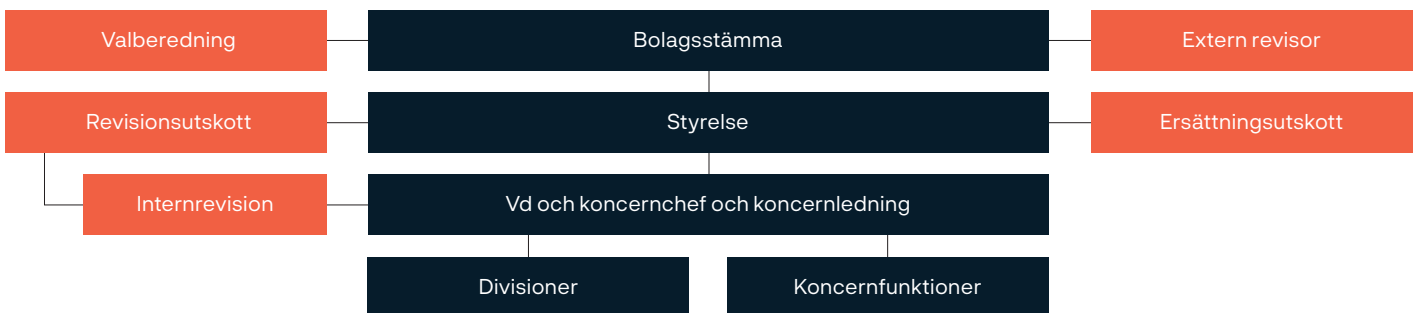 Valberedning
Bolagsstämma
Extern revisor
Revisionsutskott
Styrelse
Ersättningsutskott
Internrevision
Vd och koncernchef och koncernledning
Divisioner
Koncernfunktioner